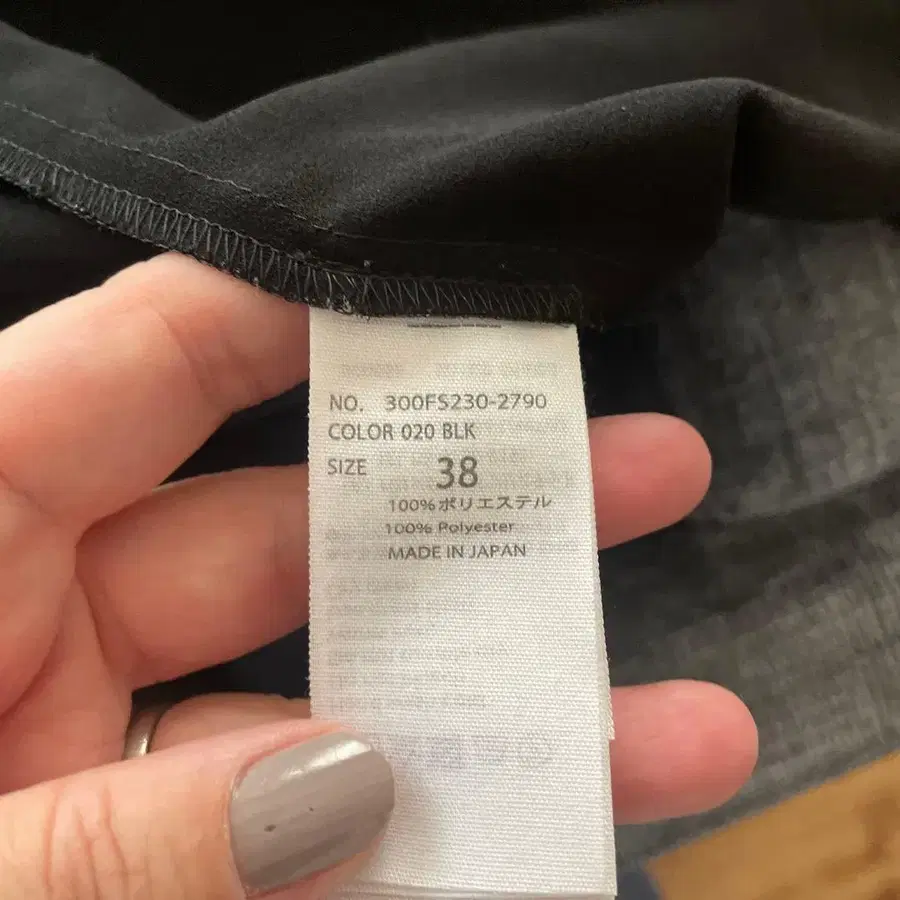 NO. 300FS230-2790
COLOR 020 BLK
SIZE 38
100%ポリエステル
100% Polyester
MADE IN JAPAN